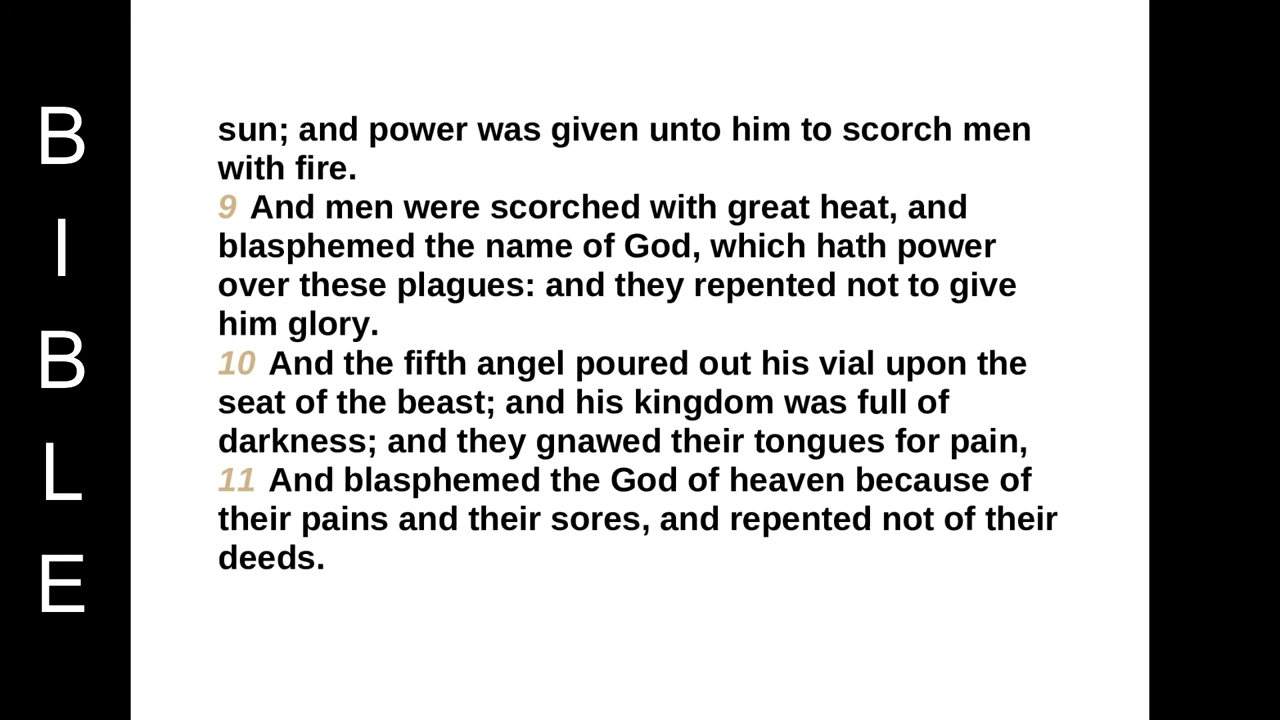 BIBLE
sun; and power was given unto him to scorch men
with fire.
9 And men were scorched with great heat, and
blasphemed the name of God, which hath power
over these plagues: and they repented not to give
him glory.
10 And the fifth angel poured out his vial upon the
seat of the beast; and his kingdom was full of
darkness; and they gnawed their tongues for pain,
11 And blasphemed the God of heaven because of
their pains and their sores, and repented not of their
deeds.